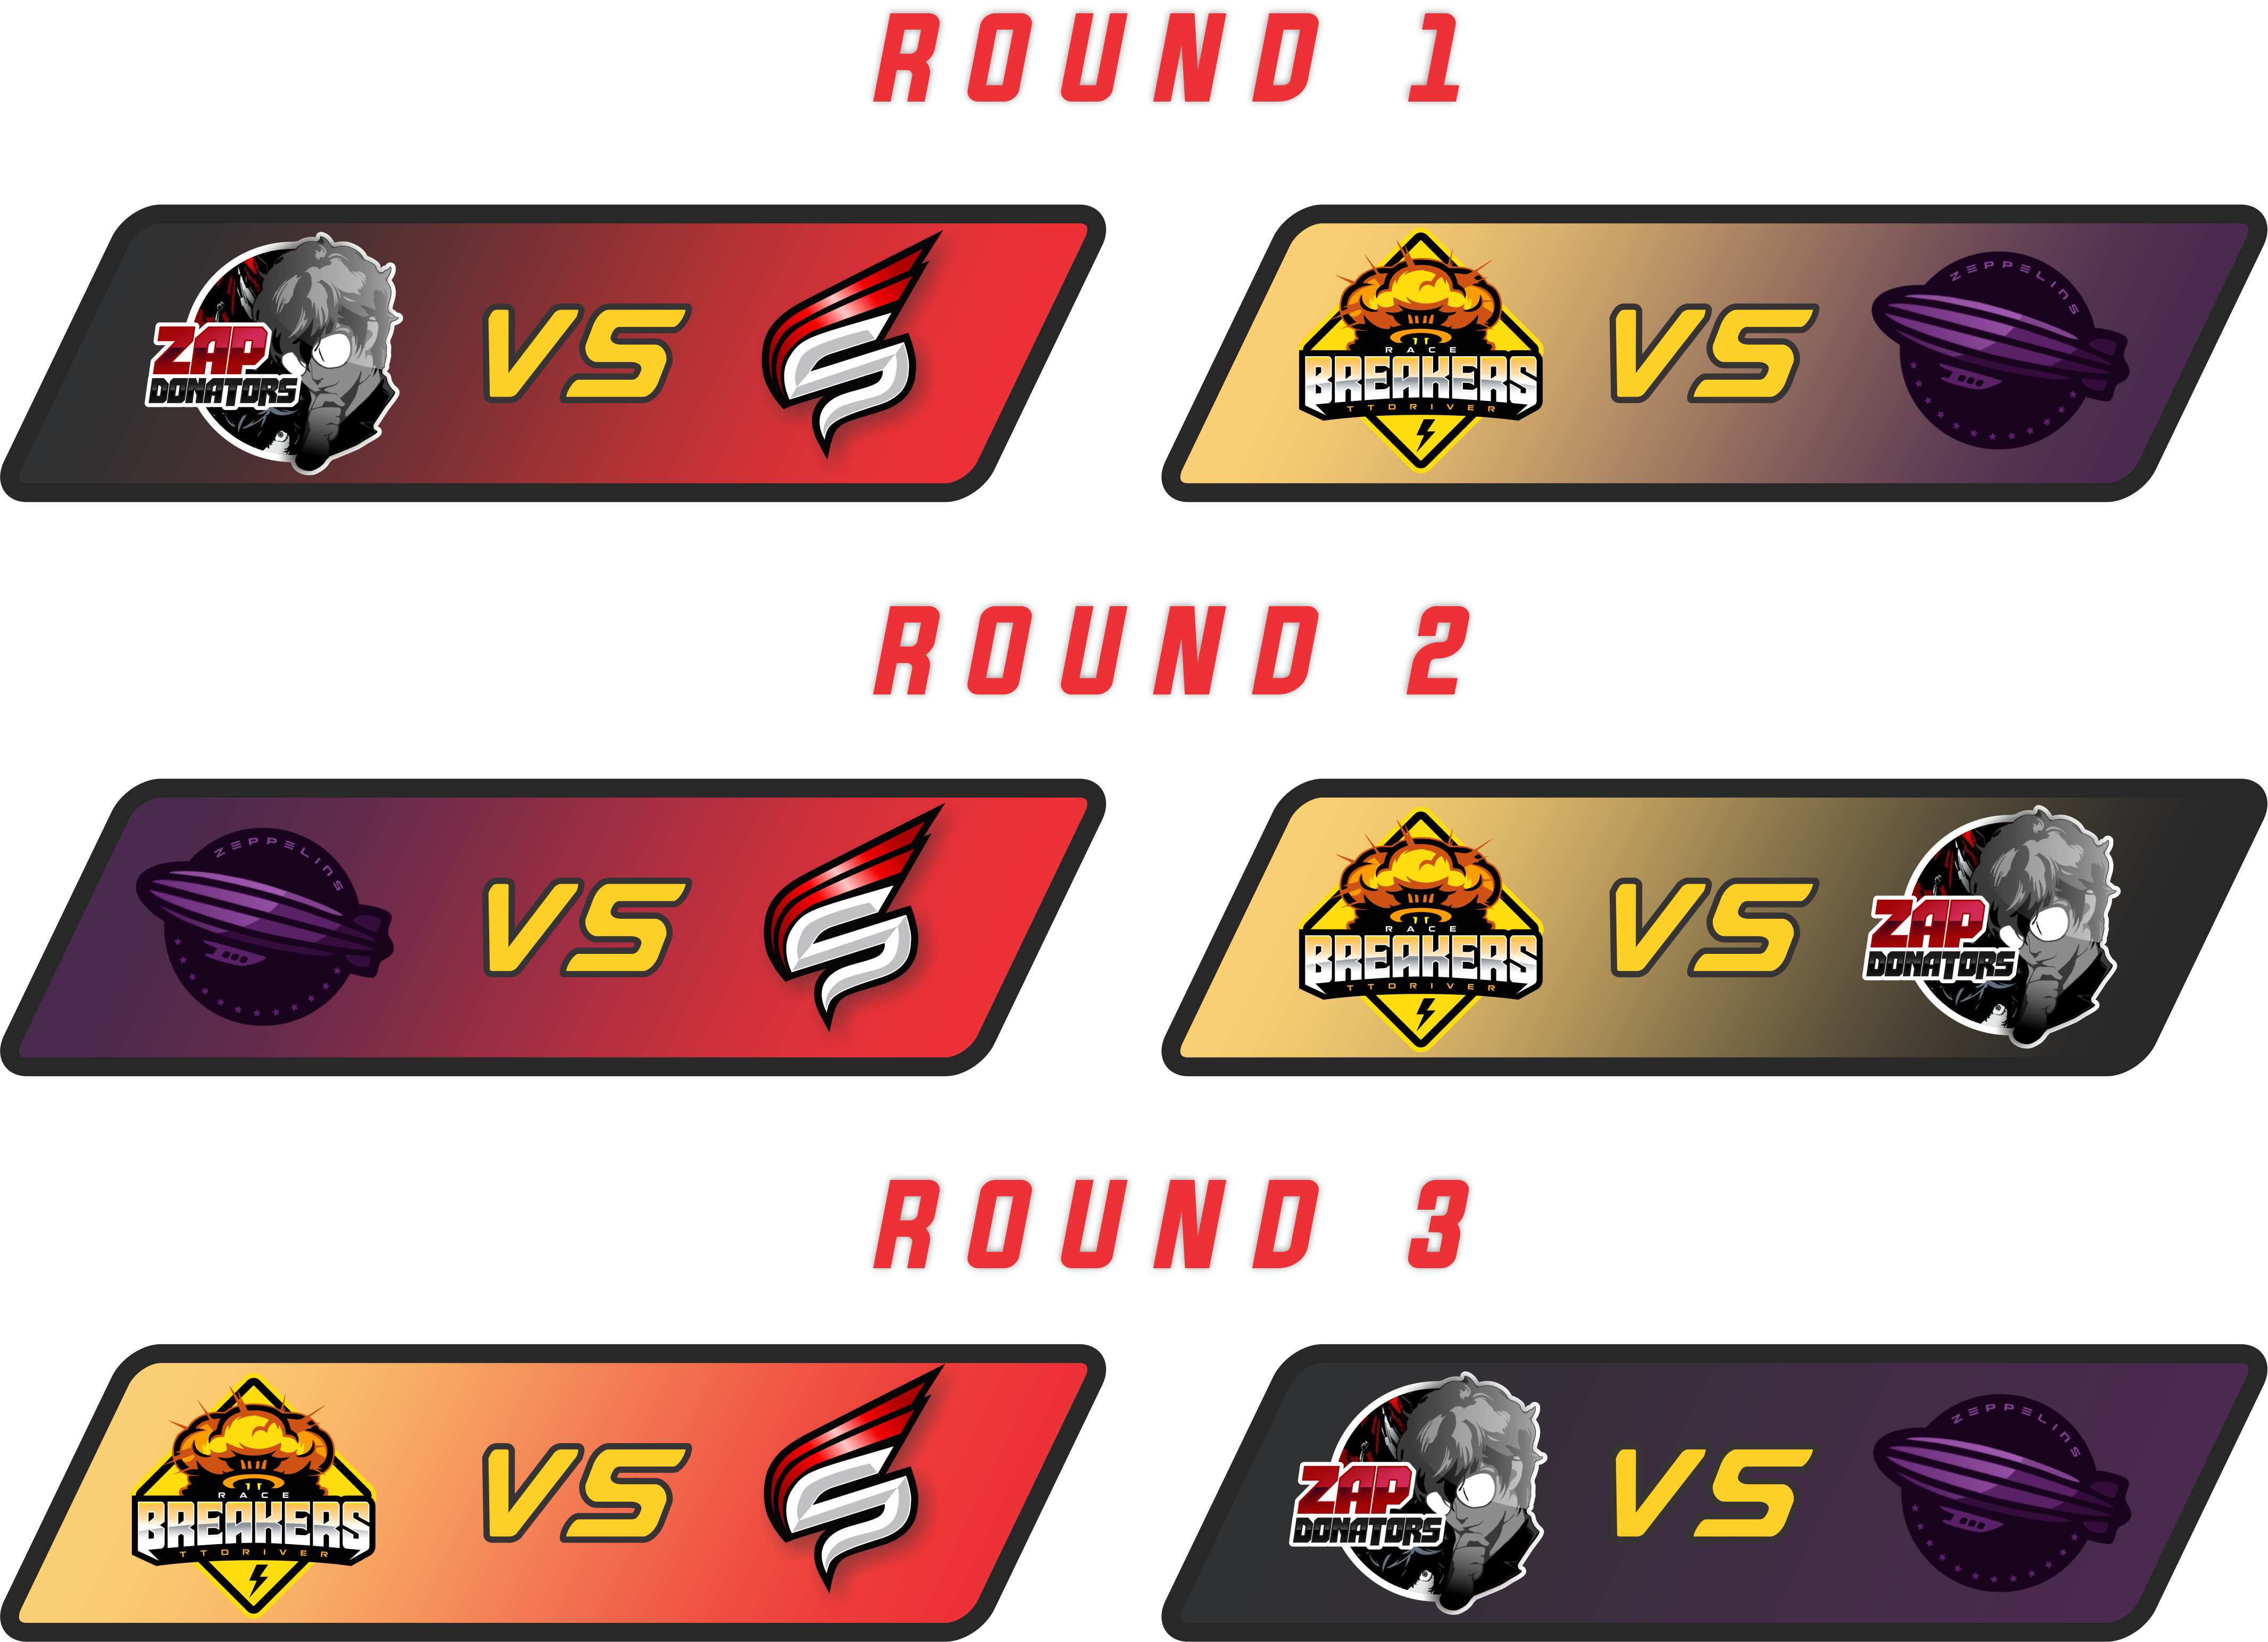 ROUND 1
ZAP
DONATORS
VS
RACE
BREAKERS
TTDRIVER
VS
ZEPPELINS
ROUND 2
ZEPPELINS
VS
RACE
BREAKERS
TTDRIVER
VS
ZAP
DONATORS
ROUND 3
RACE
BREAKERS
TTDRIVER
VS
ZAP
DONATORS
VS
ZEPPELINS